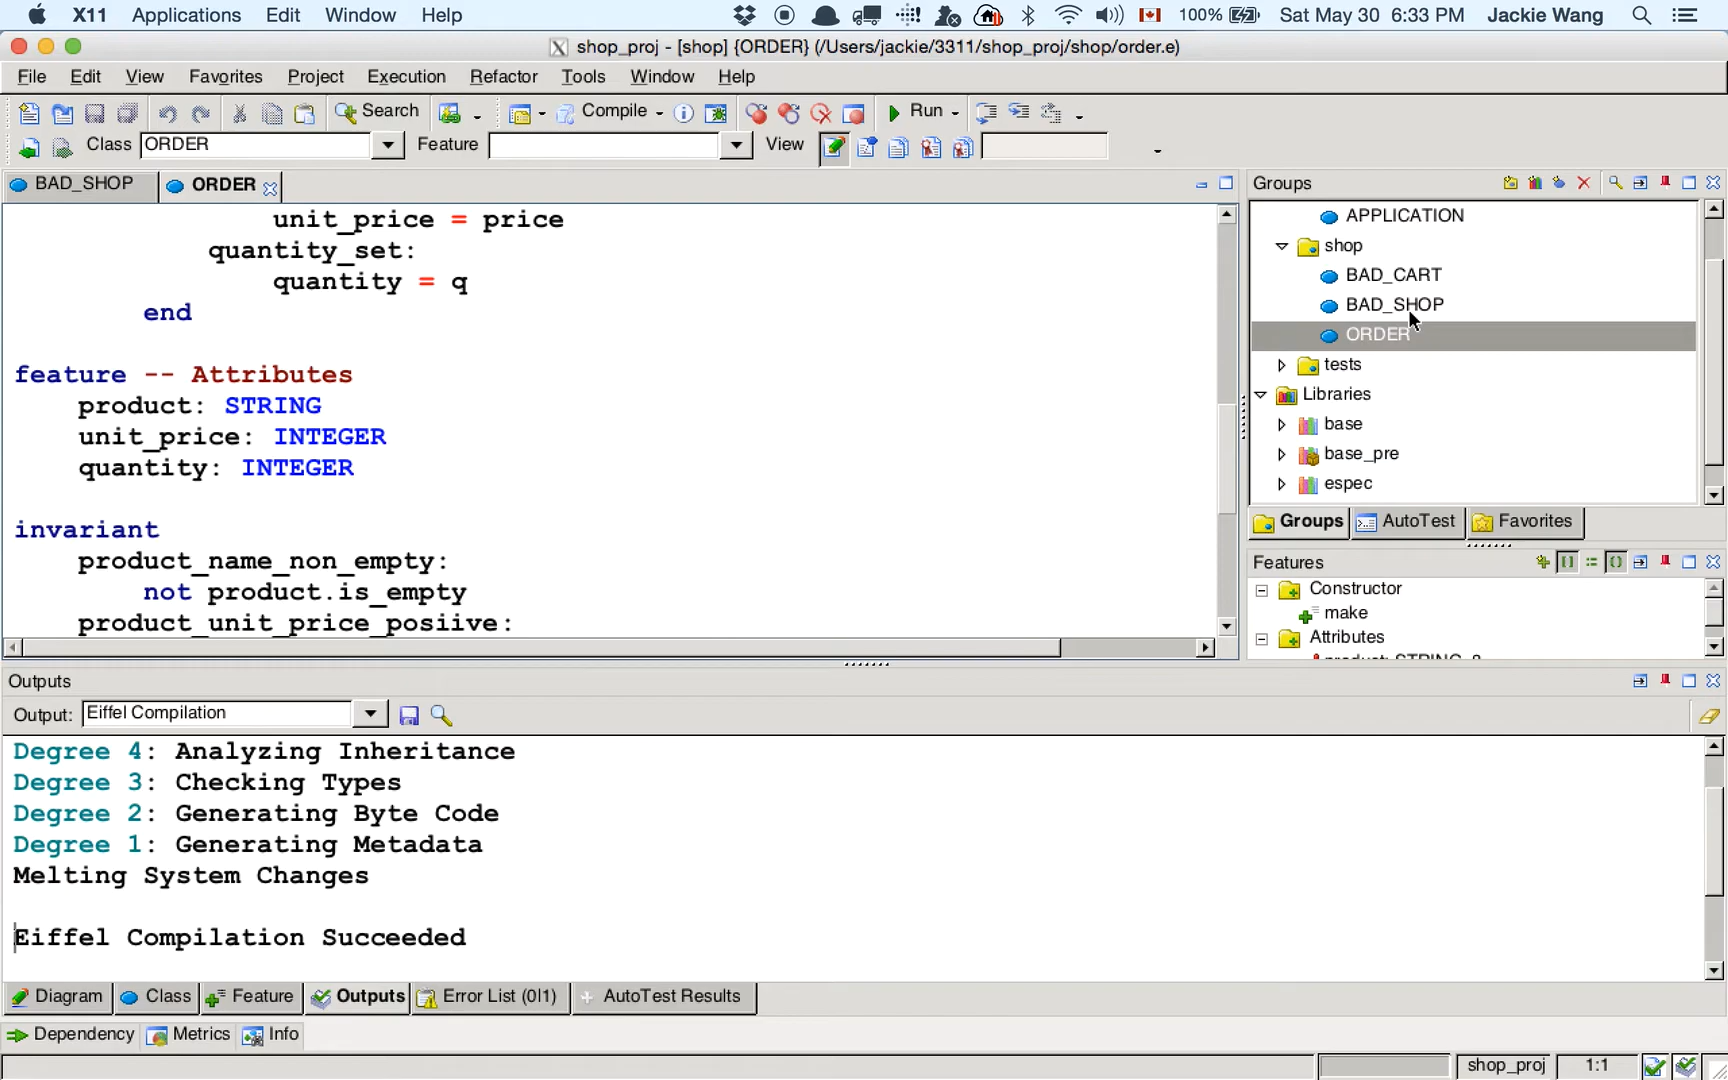 X11 Applications Edit Window Help 100% Sat May 30 6:33 PM Jackie Wang
shop_proj - [shop] {ORDER} (/Users/jackie/3311/shop_proj/shop/order.e)
File Edit View Favorites Project Execution Refactor Tools Window Help
Search Compile Run
Class ORDER Feature View
BAD_SHOP ORDER
unit_price = price
quantity_set:
quantity = q
end
feature -- Attributes
product: STRING
unit_price: INTEGER
quantity: INTEGER
invariant
product_name_non_empty:
not product.is_empty
product_unit_price_posiive:
Groups
APPLICATION
shop
BAD_CART
BAD_SHOP
ORDER
tests
Libraries
base
base_pre
espec
Groups AutoTest Favorites
Features
Constructor
make
Attributes
Outputs
Output: Eiffel Compilation
Degree 4: Analyzing Inheritance
Degree 3: Checking Types
Degree 2: Generating Byte Code
Degree 1: Generating Metadata
Melting System Changes
Eiffel Compilation Succeeded
Diagram Class Feature Outputs Error List (0|1) AutoTest Results
Dependency Metrics Info
shop_proj 1:1